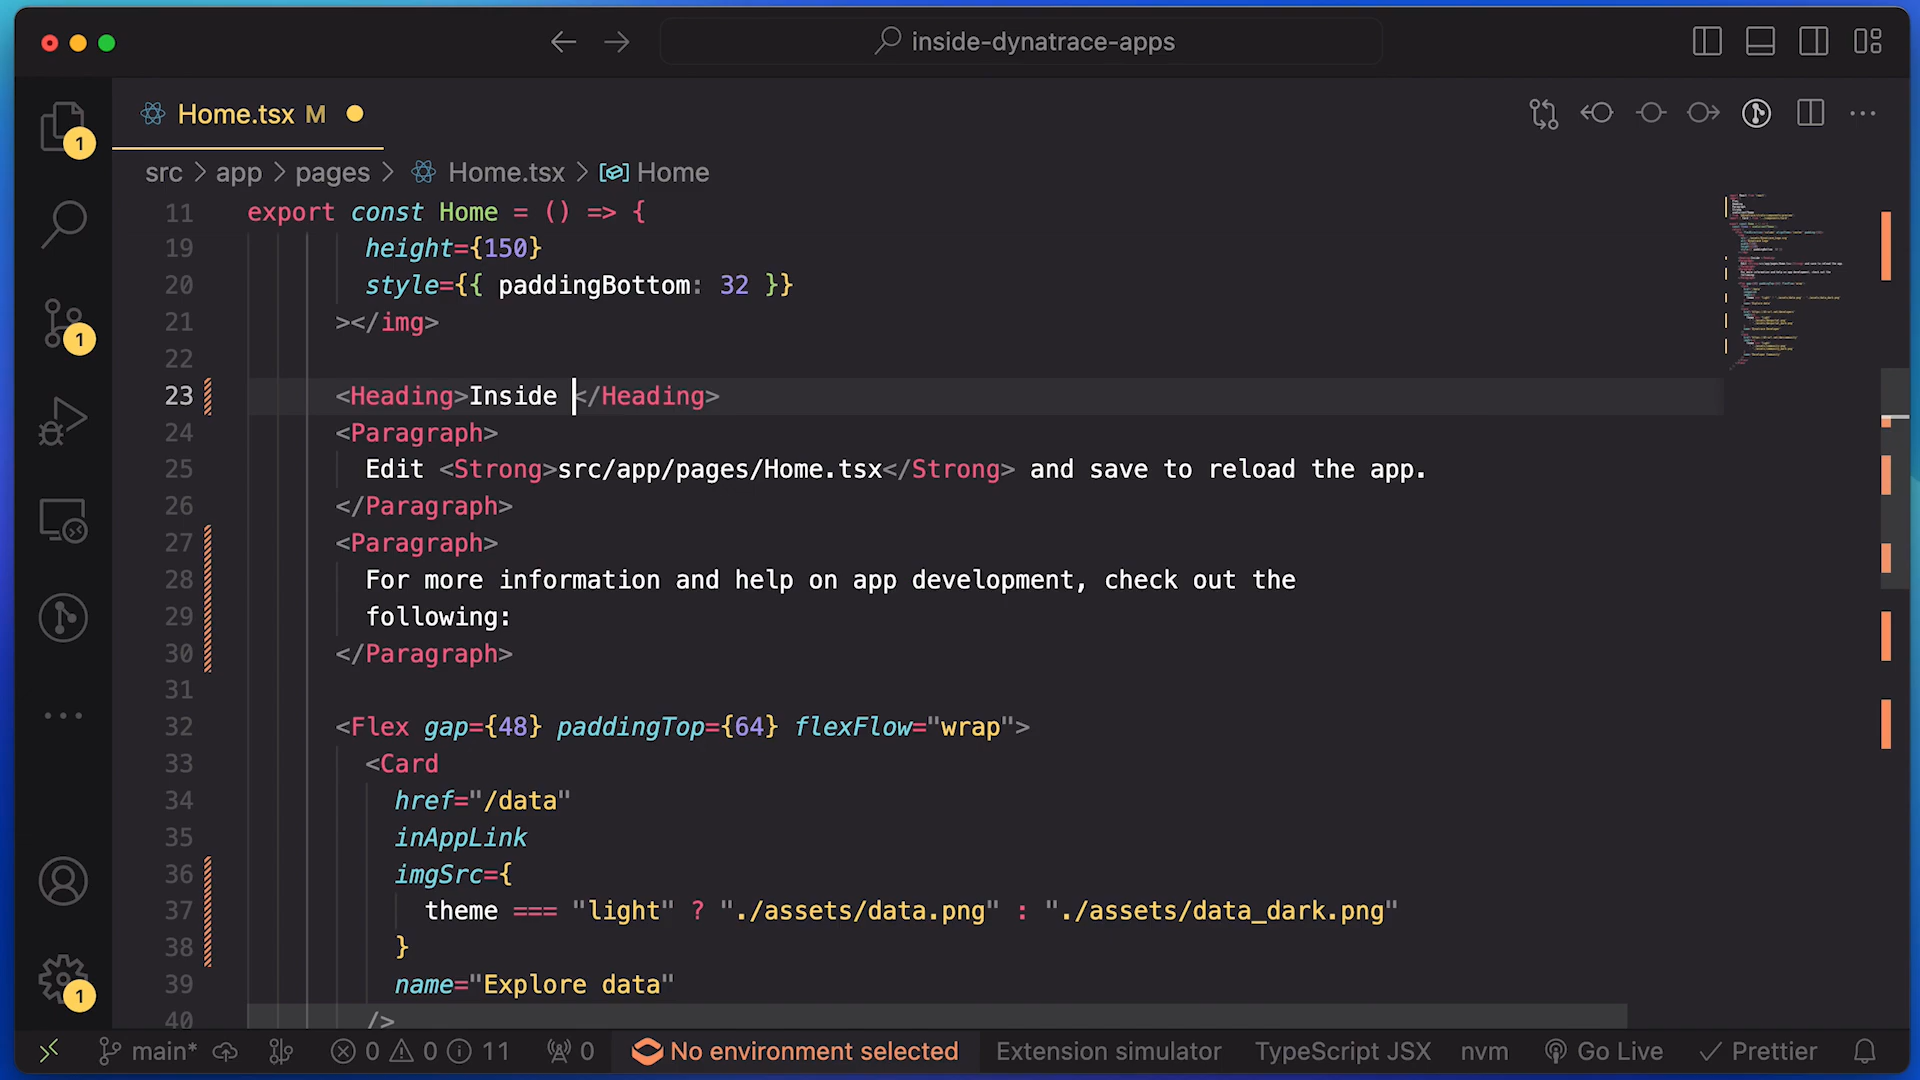 inside-dynatrace-apps
Home.tsx M
1
src > app > pages > Home.tsx > Home
11 export const Home = () => {
19 height={150}
20 style={{ paddingBottom: 32 }}
21 ></img>
22
23 <Heading>Inside </Heading>
24 <Paragraph>
25 Edit <Strong>src/app/pages/Home.tsx</Strong> and save to reload the app.
26 </Paragraph>
27 <Paragraph>
28 For more information and help on app development, check out the
29 following:
30 </Paragraph>
31
32 <Flex gap={48} paddingTop={64} flexFlow="wrap">
33 <Card
34 href="/data"
35 inAppLink
36 imgSrc={
37 theme === "light" ? "./assets/data.png" : "./assets/data_dark.png"
38 }
39 name="Explore data"
40 />
1
1
main* 0 0 11 0 No environment selected Extension simulator TypeScript JSX nvm Go Live Prettier